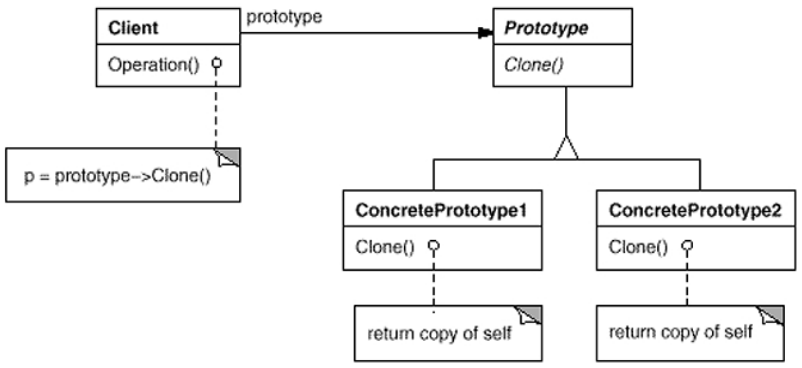 Client
Operation()
prototype
Prototype
Clone()
p = prototype->Clone()
ConcretePrototype1
Clone()
ConcretePrototype2
Clone()
return copy of self
return copy of self